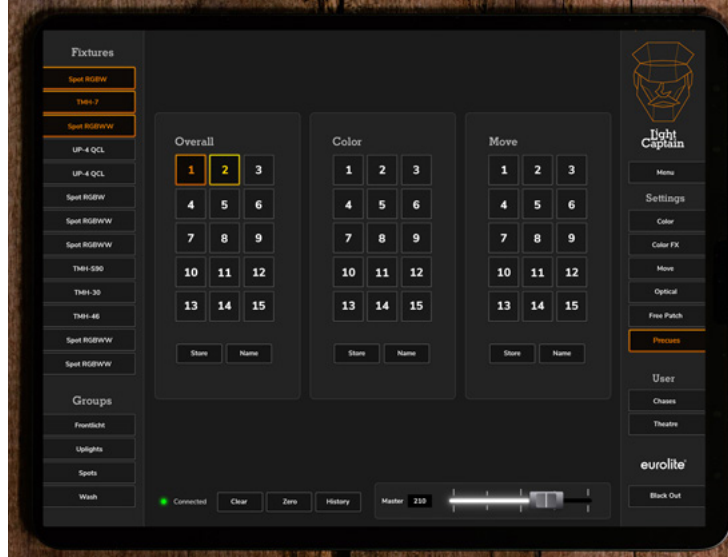 Fixtures
Spot RGBW
TMH-7
Spot RGBWW
UP-4 QCL
UP-4 QCL
Spot RGBW
Spot RGBWW
Spot RGBWW
TMH-S90
TMH-30
TMH-46
Spot RGBWW
Spot RGBWW
Groups
Frontlicht
Uplights
Spots
Wash
Overall
1 2 3
4 5 6
7 8 9
10 11 12
13 14 15
Store Name
Color
1 2 3
4 5 6
7 8 9
10 11 12
13 14 15
Store Name
Move
1 2 3
4 5 6
7 8 9
10 11 12
13 14 15
Store Name
Connected Clear Zero History Master 210
Light
Captain
Menu
Settings
Color
Color FX
Move
Optical
Free Patch
Precues
User
Chases
Theatre
eurolite
Black Out